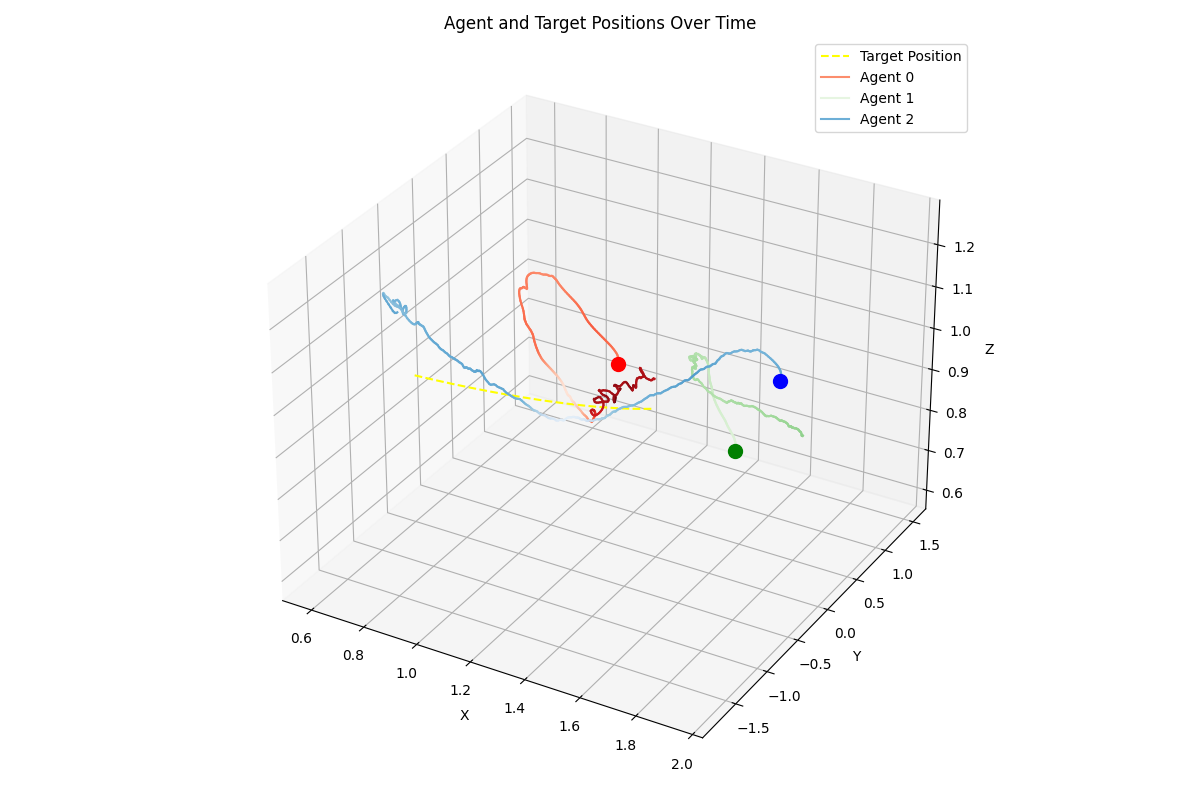 Agent and Target Positions Over Time
Target Position
Agent 0
Agent 1
Agent 2
1.2
1.1
1.0
0.9
0.8
0.7
0.6
Z
1.5
1.0
0.5
0.0
−0.5
−1.0
−1.5
Y
0.6
0.8
1.0
1.2
1.4
1.6
1.8
2.0
X